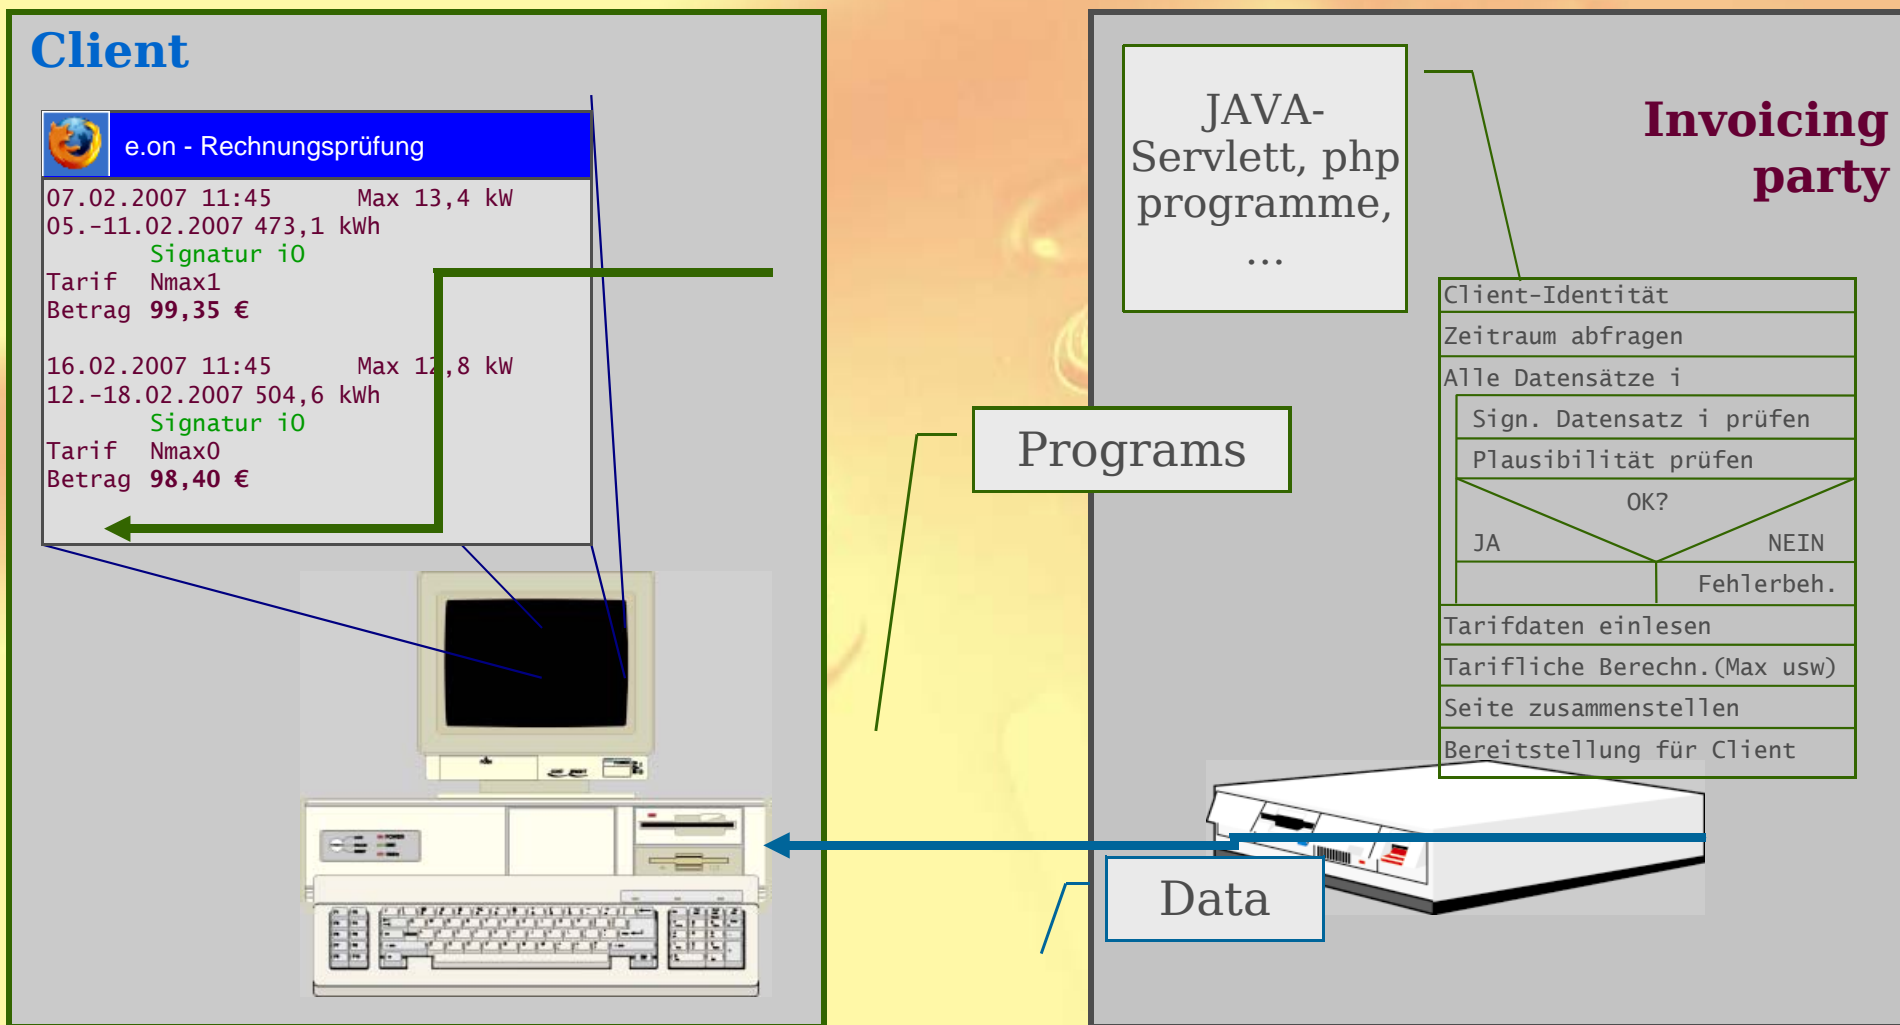 Client
e.on - Rechnungsprüfung
07.02.2007 11:45 Max 13,4 kW
05.-11.02.2007 473,1 kWh
Signatur iO
Tarif Nmax1
Betrag 99,35 €
16.02.2007 11:45 Max 12,8 kW
12.-18.02.2007 504,6 kWh
Signatur iO
Tarif Nmax0
Betrag 98,40 €
Programs
Data
JAVA-
Servlett, php
programme,
...
Invoicing
party
Client-Identität
Zeitraum abfragen
Alle Datensätze i
Sign. Datensatz i prüfen
Plausibilität prüfen
OK?
JA NEIN
Fehlerbeh.
Tarifdaten einlesen
Tarifliche Berechn.(Max usw)
Seite zusammenstellen
Bereitstellung für Client